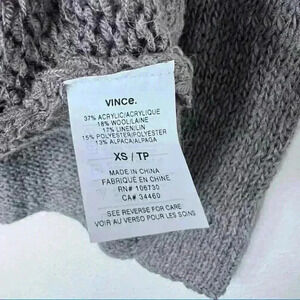 VINCE.
37% ACRYLIC/ACRYLIQUE
18% WOOL/LAINE
17% LINEN/LIN
15% POLYESTER/POLYESTER
13% ALPACA/ALPAGA
XS / TP
MADE IN CHINA
FABRIQUÉ EN CHINE
RN# 106730
CA# 34460
SEE REVERSE FOR CARE
VOIR AU VERSO POUR LES SOINS